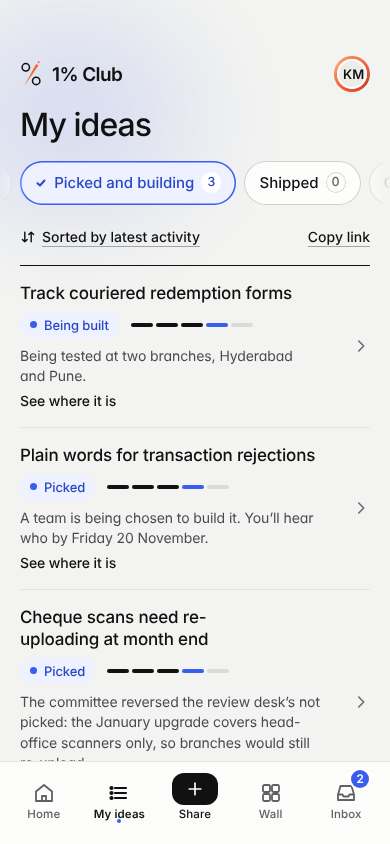 1% Club
KM
My ideas
Picked and building 3
Shipped 0
Sorted by latest activity
Copy link
Track couriered redemption forms
Being built
Being tested at two branches, Hyderabad
and Pune.
See where it is
Plain words for transaction rejections
Picked
A team is being chosen to build it. You’ll hear
who by Friday 20 November.
See where it is
Cheque scans need re-
uploading at month end
Picked
The committee reversed the review desk’s not
picked: the January upgrade covers head-
office scanners only, so branches would still
Home
My ideas
Share
Wall
Inbox
2